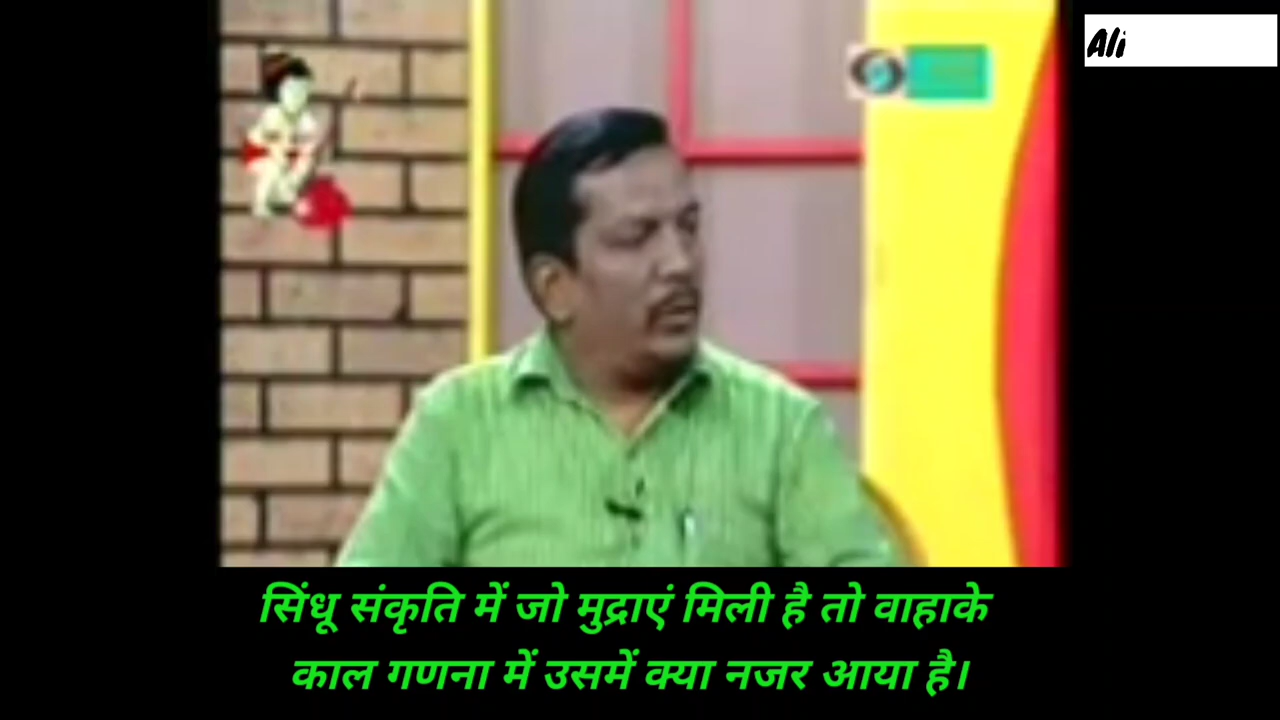 Ali
सिंधू संकृति में जो मुद्राएं मिली है तो वाहाके
काल गणना में उसमें क्या नजर आया है।